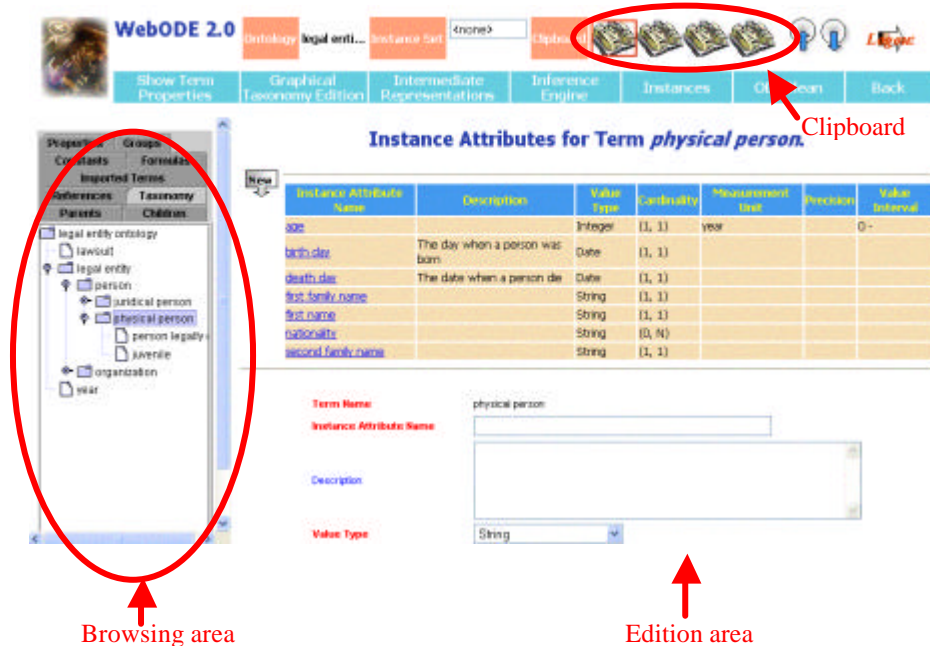 WebODE 2.0
Ontology legal enti... Instance Set <none> Clipboard
Show Term Properties
Graphical Taxonomy Edition
Intermediate Representations
Inference Engine
Instances
Back
Clipboard
Properties Groups
Constants Formulas
Imported Terms
References Taxonomy
Parents Children
legal entity ontology
lawsuit
legal entity
person
juridical person
physical person
person legally
juvenile
organization
year
Instance Attributes for Term physical person.
New
Instance Attribute Name Description Value Type Cardinality Measurement Unit Precision Value Interval
age Integer (1, 1) year 0 -
birth day The day when a person was born Date (1, 1)
death day The date when a person die Date (1, 1)
first family name String (1, 1)
first name String (1, 1)
nationality String (0, N)
second family name String (1, 1)
Term Name physical person
Instance Attribute Name
Description
Value Type String
Browsing area
Edition area